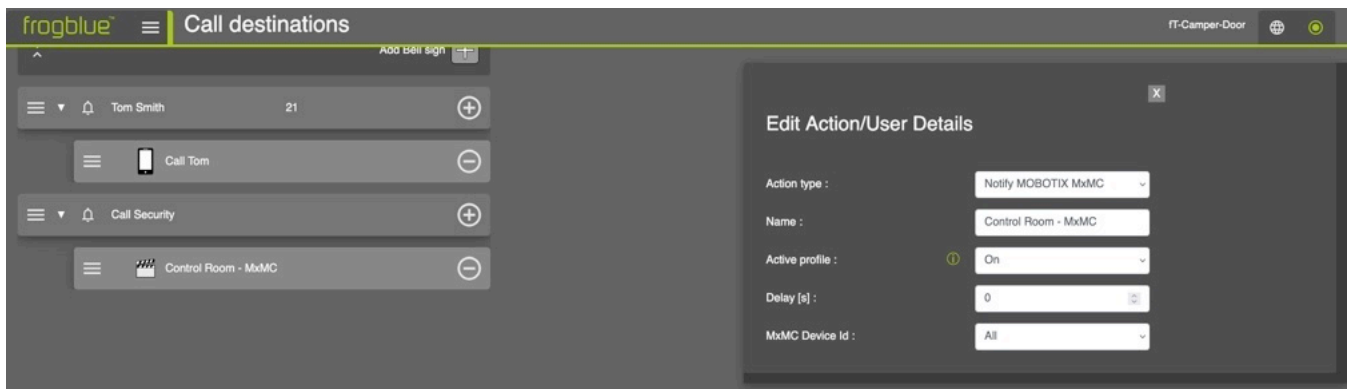 frogblue™ Call destinations fT-Camper-Door
Add Bell sign
Tom Smith 21
Call Tom
Call Security
Control Room - MxMC
X
Edit Action/User Details
Action type : Notify MOBOTIX MxMC
Name : Control Room - MxMC
Active profile : On
Delay [s] : 0
MxMC Device Id : All